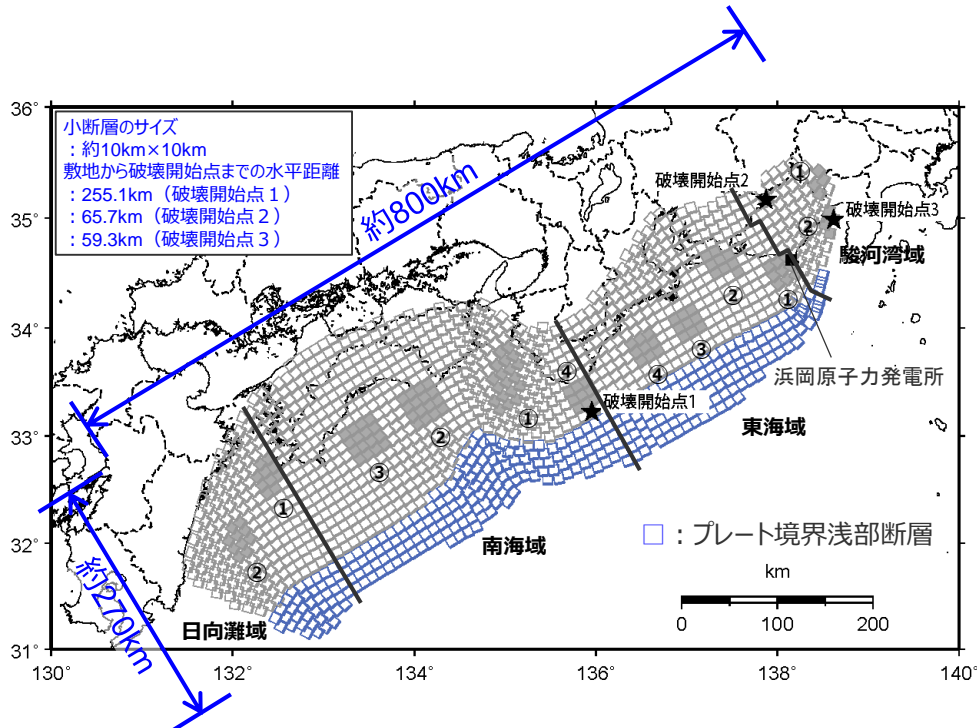 約800km
36°
小断層のサイズ
：約10km×10km
敷地から破壊開始点までの水平距離
：255.1km（破壊開始点１）
：65.7km（破壊開始点２）
：59.3km（破壊開始点３）
破壊開始点2
①
35°
破壊開始点3
②
駿河湾域
②
①
34°
③
浜岡原子力発電所
④
④
破壊開始点1
①
東海域
33°
②
③
①
□：プレート境界浅部断層
32°
南海域
②
km
約270km
日向灘域
0
100
200
31°
130°
132°
134°
136°
138°
140°